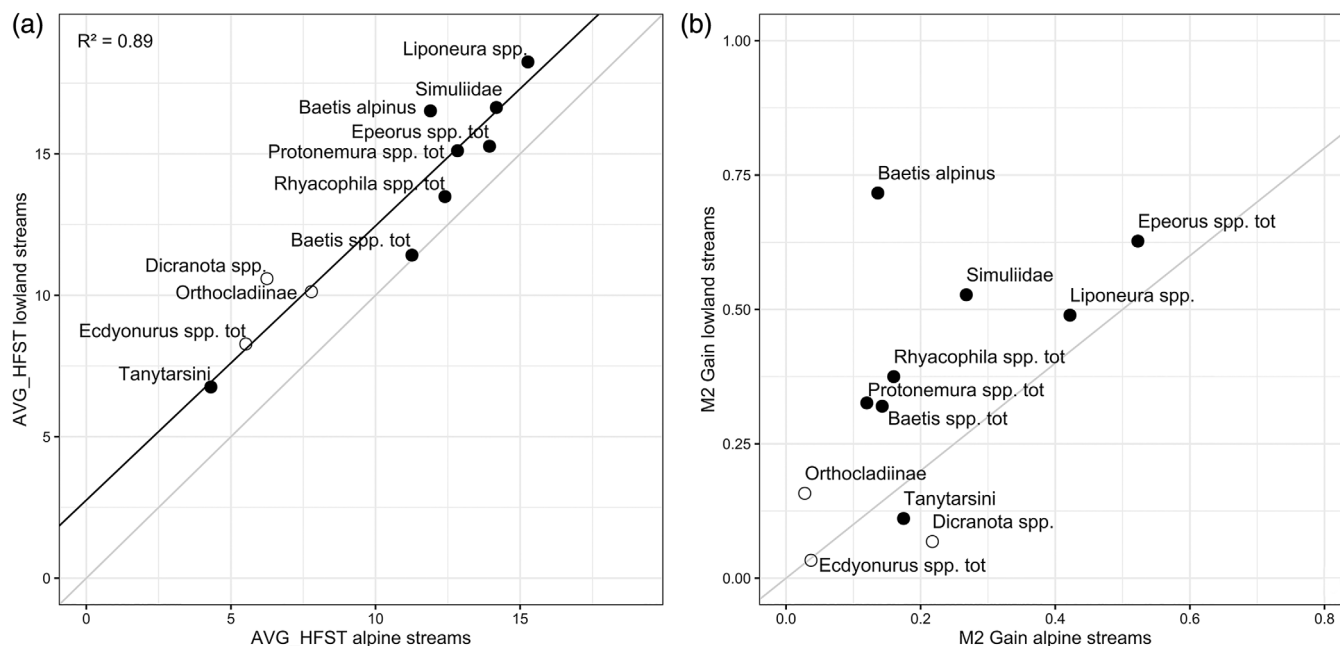 (a)
R² = 0.89
Liponeura spp.
Simuliidae
Baetis alpinus
Epeorus spp. tot
Protonemura spp. tot
Rhyacophila spp. tot
Baetis spp. tot
Dicranota spp.
Orthocladiinae
Ecdyonurus spp. tot
Tanytarsini
AVG_HFST lowland streams
15
10
5
0
0 5 10 15
AVG_HFST alpine streams
(b)
Baetis alpinus
Epeorus spp. tot
Simuliidae
Liponeura spp.
Rhyacophila spp. tot
Protonemura spp. tot
Baetis spp. tot
Orthocladiinae
Tanytarsini
Dicranota spp.
Ecdyonurus spp. tot
M2 Gain lowland streams
1.00
0.75
0.50
0.25
0.00
0.0 0.2 0.4 0.6 0.8
M2 Gain alpine streams